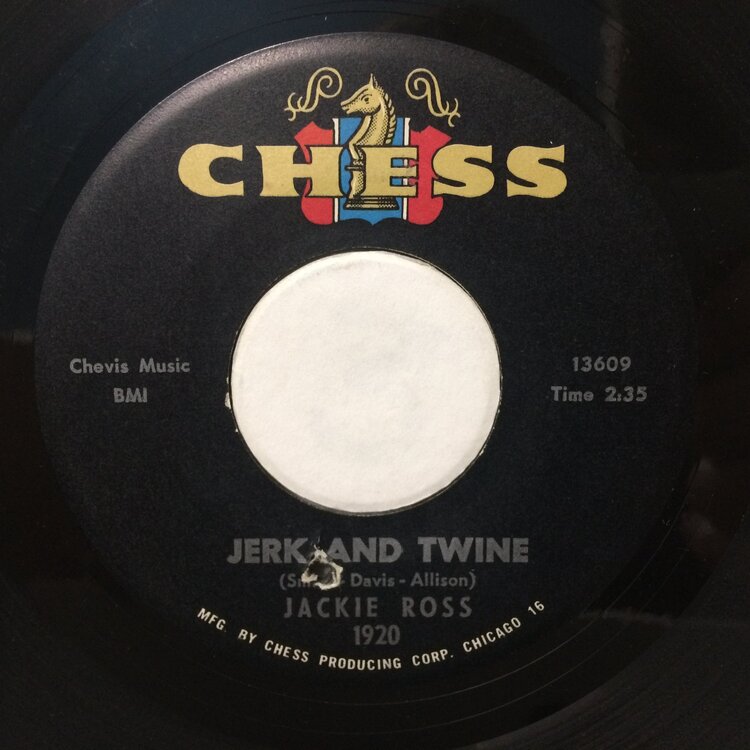 CHESS
Chevis Music
BMI
13609
Time 2:35
JERK AND TWINE
Davis - Allison)
JACKIE ROSS
1920
MFG. BY CHESS PRODUCING CORP. CHICAGO 16